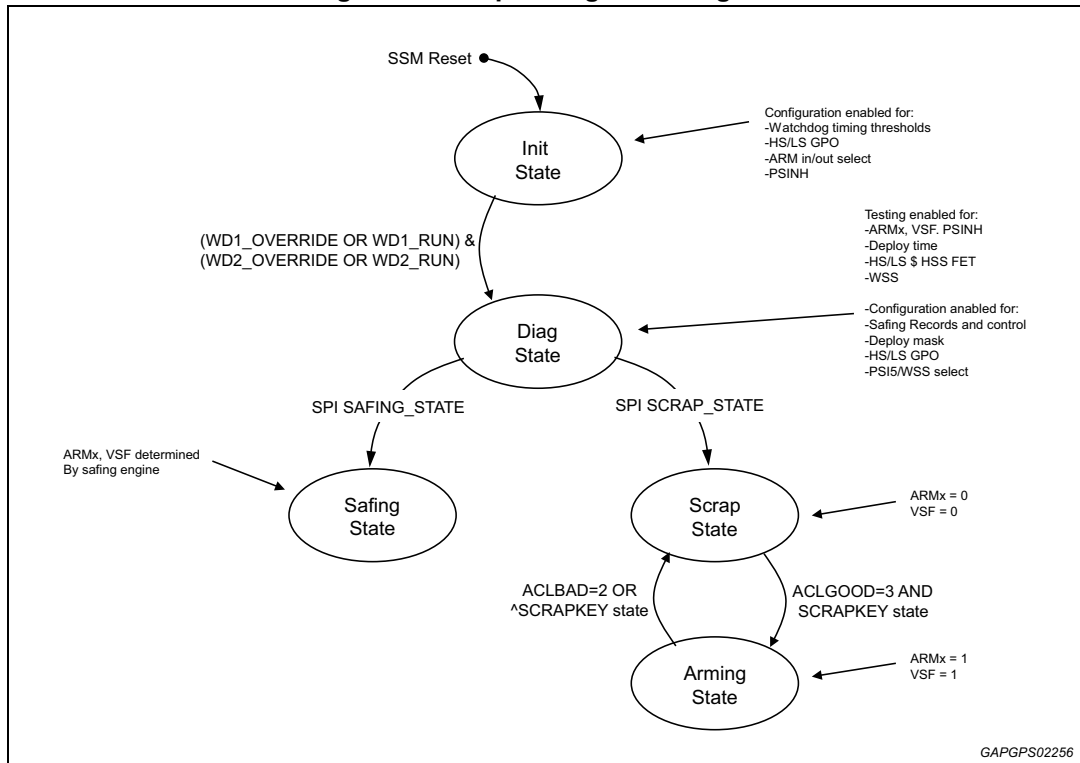 SSM Reset
Init
State
Configuration enabled for:
-Watchdog timing thresholds
-HS/LS GPO
-ARM in/out select
-PSINH
(WD1_OVERRIDE OR WD1_RUN) &
(WD2_OVERRIDE OR WD2_RUN)
Testing enabled for:
-ARMx, VSF. PSINH
-Deploy time
-HS/LS $ HSS FET
-WSS
Diag
State
-Configuration anabled for:
-Safing Records and control
-Deploy mask
-HS/LS GPO
-PSI5/WSS select
SPI SAFING_STATE
SPI SCRAP_STATE
ARMx, VSF determined
By safing engine
Safing
State
Scrap
State
ARMx = 0
VSF = 0
ACLBAD=2 OR
^SCRAPKEY state
ACLGOOD=3 AND
SCRAPKEY state
Arming
State
ARMx = 1
VSF = 1
GAPGPS02256